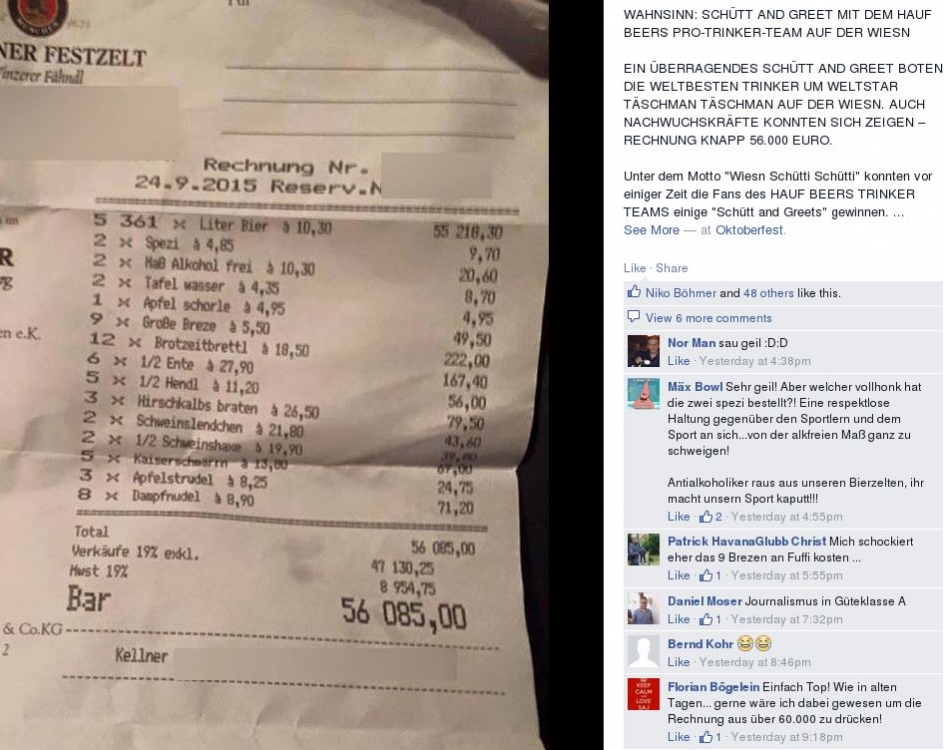 Für
NER FESTZELT
Winzerer Fähndl
Rechnung Nr.
24.9.2015 Reserv.N
5 361 x Liter Bier à 10,30 55 218,30
2 x Spezi à 4,85 9,70
2 x Maß Alkohol frei à 10,30 20,60
2 x Tafel wasser à 4,35 8,70
1 x Apfel schorle à 4,95 4,95
9 x Große Breze à 5,50 49,50
12 x Brotzeitbrettl à 18,50 222,00
6 x 1/2 Ente à 27,90 167,40
5 x 1/2 Hendl à 11,20 56,00
3 x Hirschkalbs braten à 26,50 79,50
2 x Schweinslendchen à 21,80 43,60
2 x 1/2 Schweinshaxe à 19,90 39,80
5 x Kaiserschmarrn à 13,80
3 x Apfelstrudel à 8,25 24,75
8 x Dampfnudel à 8,90 71,20
Total 56 085,00
Verkäufe 19% exkl. 47 130,25
Mwst 19% 8 954,75
Bar 56 085,00
Kellner
en e.K.
& Co.KG
2
WAHNSINN: SCHÜTT AND GREET MIT DEM HAUF
BEERS PRO-TRINKER-TEAM AUF DER WIESN
EIN ÜBERRAGENDES SCHÜTT AND GREET BOTEN
DIE WELTBESTEN TRINKER UM WELTSTAR
TÄSCHMAN TÄSCHMAN AUF DER WIESN. AUCH
NACHWUCHSKRÄFTE KONNTEN SICH ZEIGEN –
RECHNUNG KNAPP 56.000 EURO.
Unter dem Motto "Wiesn Schütti Schütti" konnten vor
einiger Zeit die Fans des HAUF BEERS TRINKER
TEAMS einige "Schütt and Greets" gewinnen. ...
See More — at Oktoberfest.
Like · Share
Niko Böhmer and 48 others like this.
View 6 more comments
Nor Man sau geil :D:D
Like · Yesterday at 4:38pm
Mäx Bowl Sehr geil! Aber welcher vollhonk hat
die zwei spezi bestellt?! Eine respektlose
Haltung gegenüber den Sportlern und dem
Sport an sich...von der alkfreien Maß ganz zu
schweigen!
Antialkoholiker raus aus unseren Bierzelten, ihr
macht unsern Sport kaputt!!!
Like · 2 · Yesterday at 4:55pm
Patrick HavanaGlubb Christ Mich schockiert
eher das 9 Brezen an Fuffi kosten ...
Like · 1 · Yesterday at 5:55pm
Daniel Moser Journalismus in Güteklasse A
Like · 1 · Yesterday at 7:32pm
Bernd Kohr 😂😂
Like · Yesterday at 8:46pm
KEEP
CALM
AND
LOVE
SAJ
Florian Bögelein Einfach Top! Wie in alten
Tagen... gerne wäre ich dabei gewesen um die
Rechnung aus über 60.000 zu drücken!
Like · 1 · Yesterday at 9:18pm